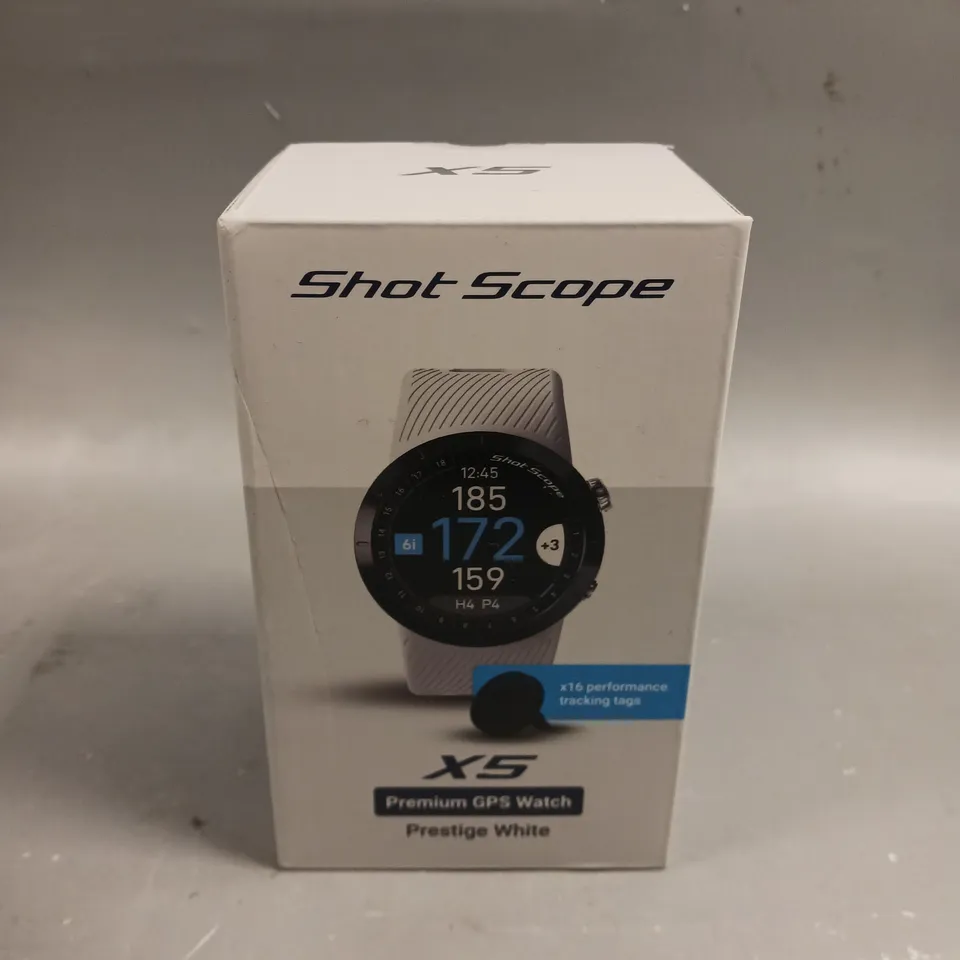 X5
Shot Scope
Shot Scope
12:45
185
6i 172 +3
159
H4 P4
x16 performance
tracking tags
X5
Premium GPS Watch
Prestige White